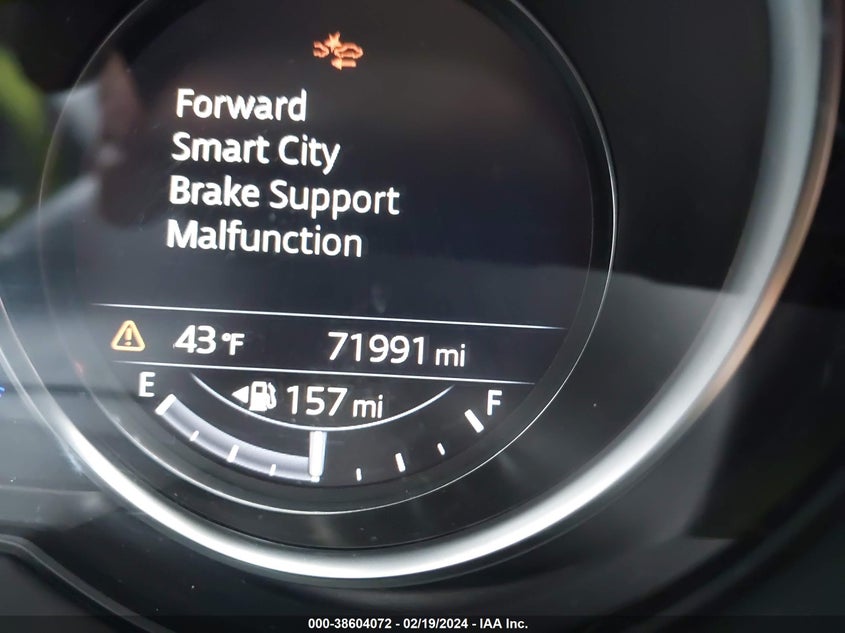 Forward
Smart City
Brake Support
Malfunction
43°F 71991 mi
E 157 mi F
000-38604072 - 02/19/2024 - IAA Inc.